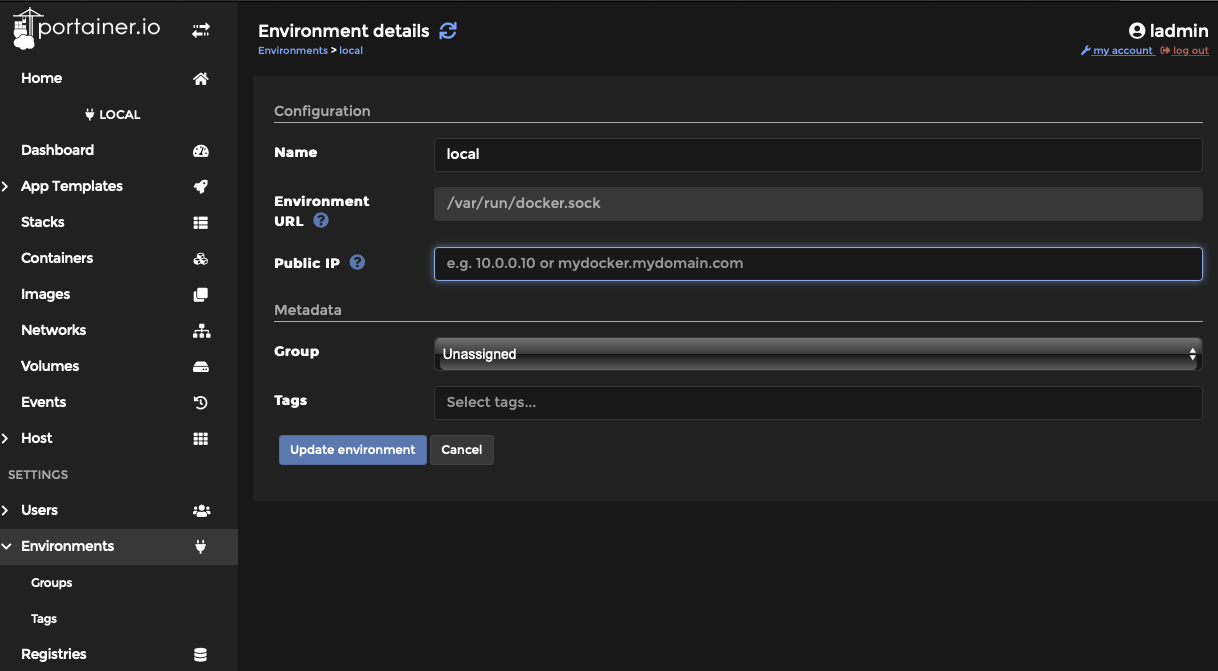 portainer.io
Home
LOCAL
Dashboard
App Templates
Stacks
Containers
Images
Networks
Volumes
Events
Host
SETTINGS
Users
Environments
Groups
Tags
Registries
Environment details
Environments > local
ladmin
my account log out
Configuration
Name local
Environment
URL ? /var/run/docker.sock
Public IP ? e.g. 10.0.0.10 or mydocker.mydomain.com
Metadata
Group Unassigned
Tags Select tags...
Update environment Cancel